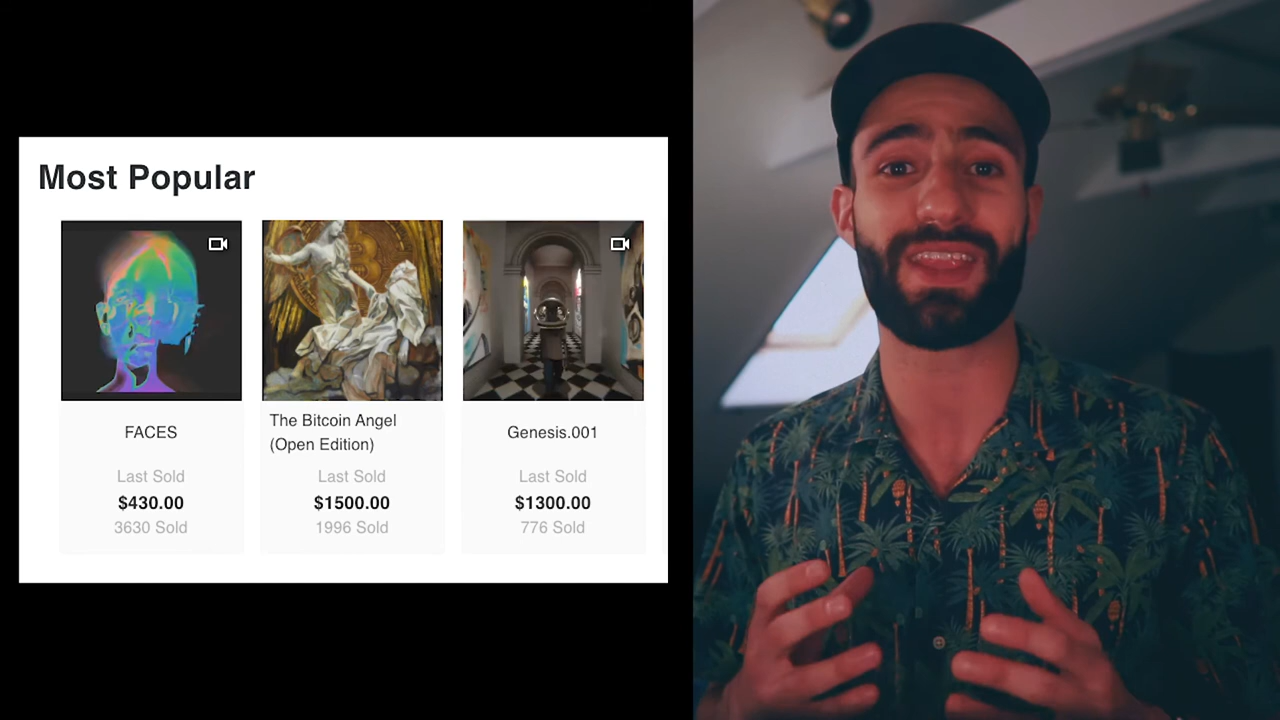 Most Popular
FACES
Last Sold
$430.00
3630 Sold
The Bitcoin Angel
(Open Edition)
Last Sold
$1500.00
1996 Sold
Genesis.001
Last Sold
$1300.00
776 Sold